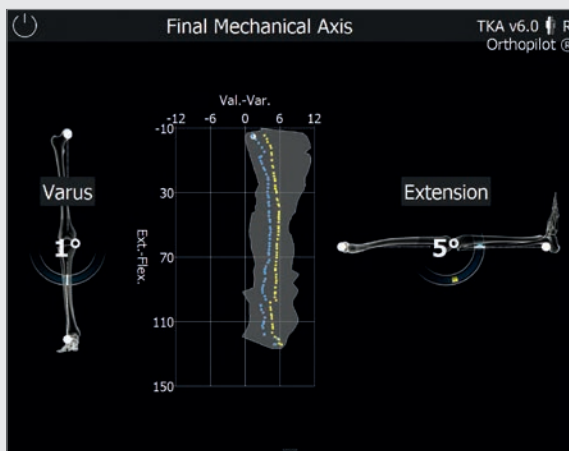 Final Mechanical Axis
TKA v6.0 R
Orthopilot ®
Val.-Var.
-12 -6 0 6 12
-10
30
70
110
150
Ext.-Flex.
Varus
1°
Extension
5°